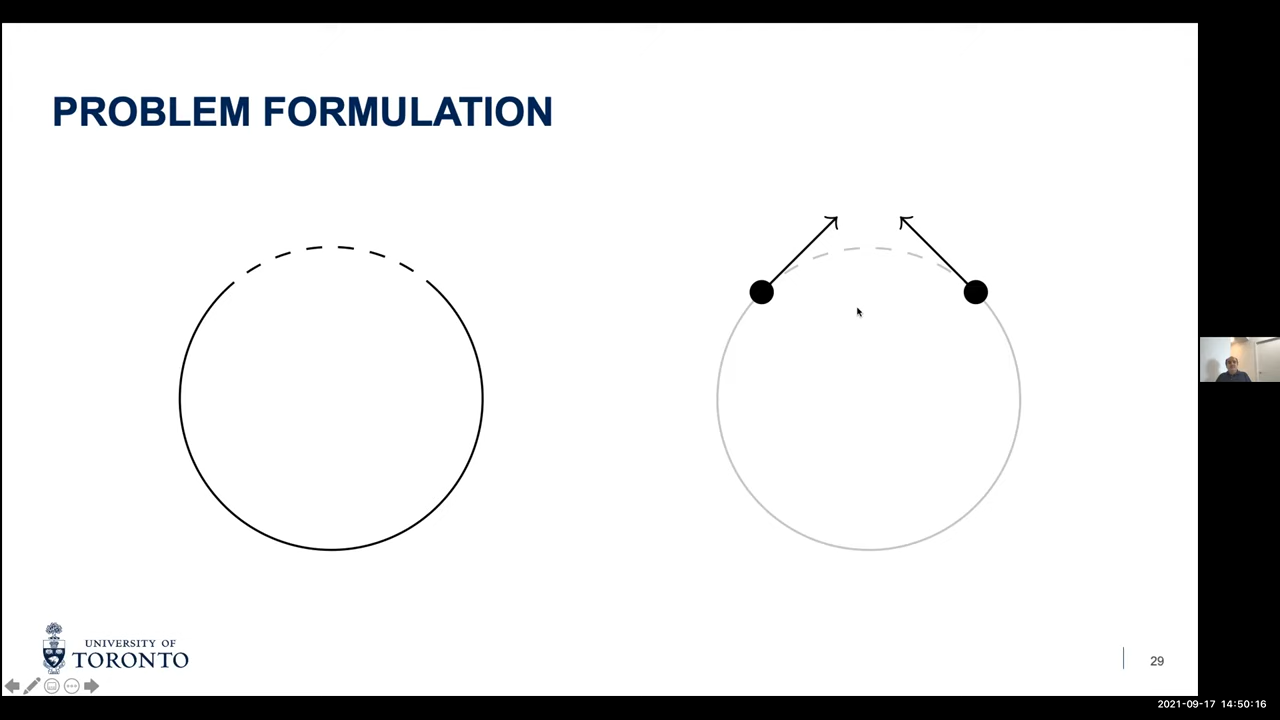 PROBLEM FORMULATION
UNIVERSITY OF
TORONTO
29
2021-09-17 14:50:16